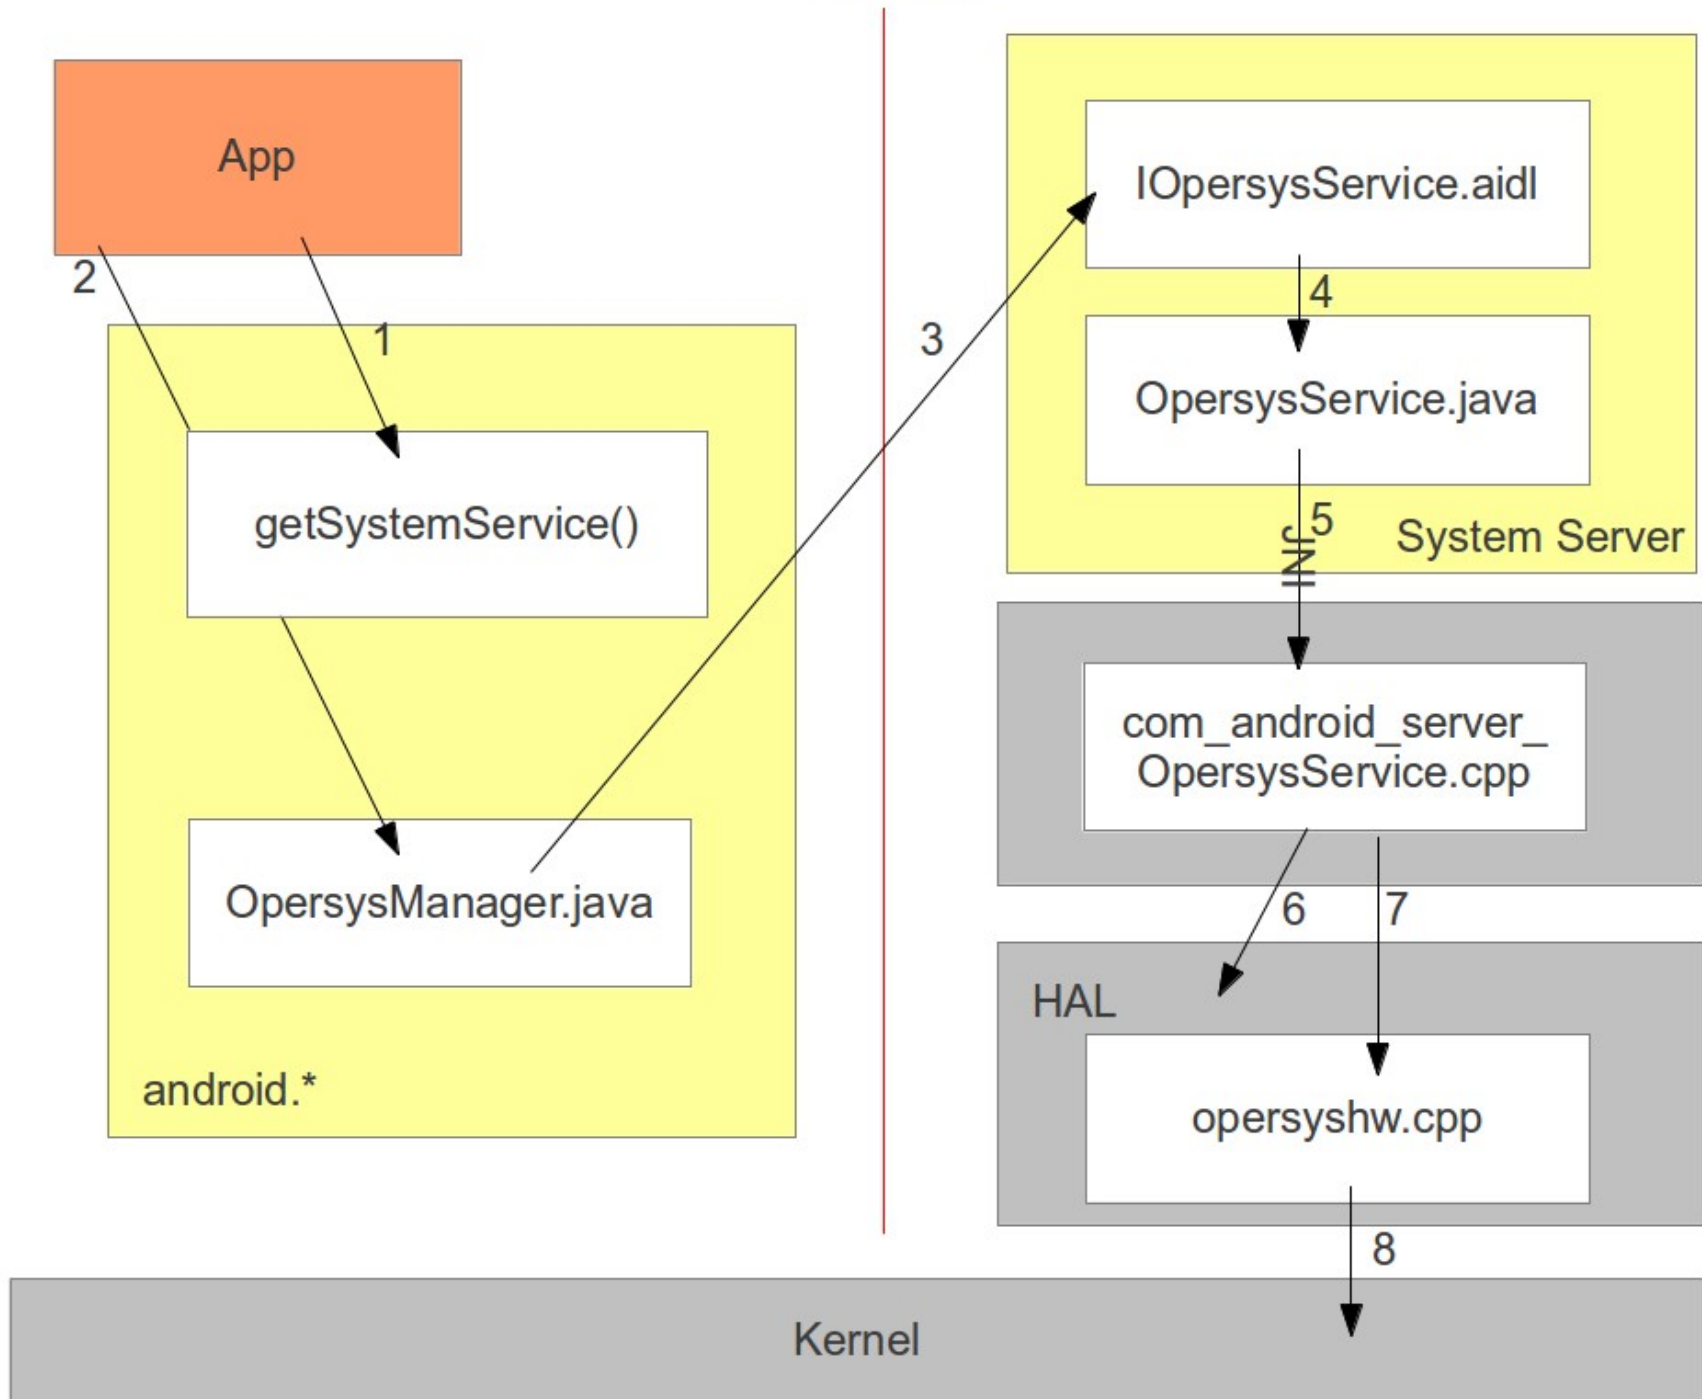 App
2
1
getSystemService()
OpersysManager.java
android.*
3
IOpersysService.aidl
4
OpersysService.java
5
JNI
System Server
com_android_server_
OpersysService.cpp
6
7
HAL
opersyshw.cpp
8
Kernel